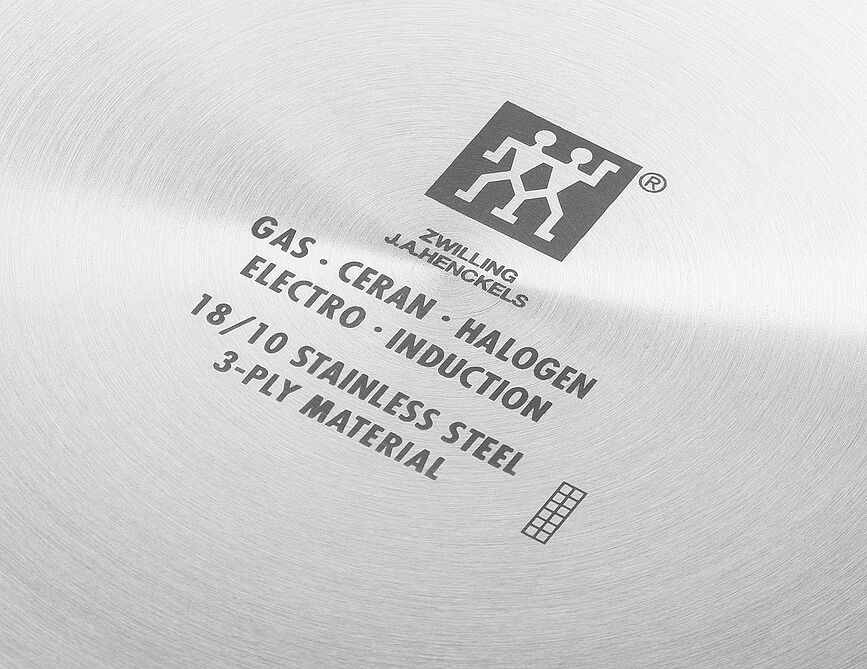 ®
ZWILLING
J.A.HENCKELS
GAS · CERAN · HALOGEN
ELECTRO · INDUCTION
18/10 STAINLESS STEEL
3-PLY MATERIAL